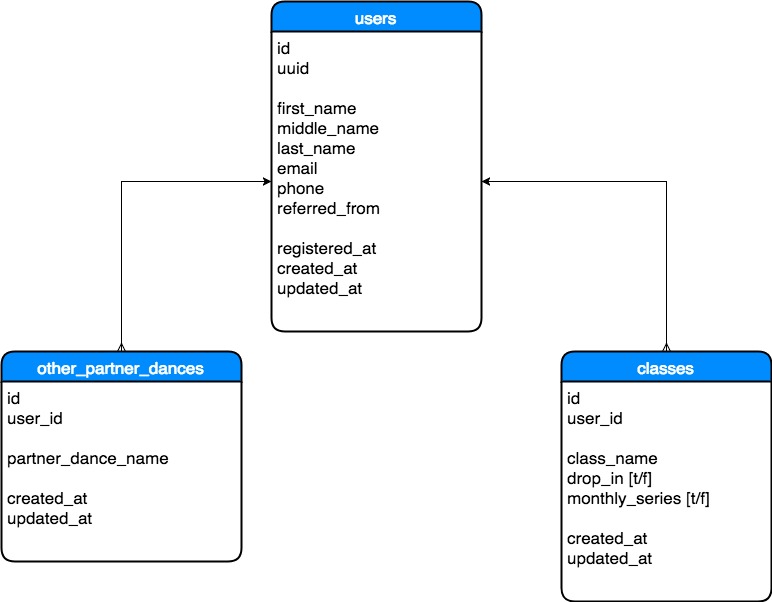 users
id
uuid
first_name
middle_name
last_name
email
phone
referred_from
registered_at
created_at
updated_at
other_partner_dances
id
user_id
partner_dance_name
created_at
updated_at
classes
id
user_id
class_name
drop_in [t/f]
monthly_series [t/f]
created_at
updated_at